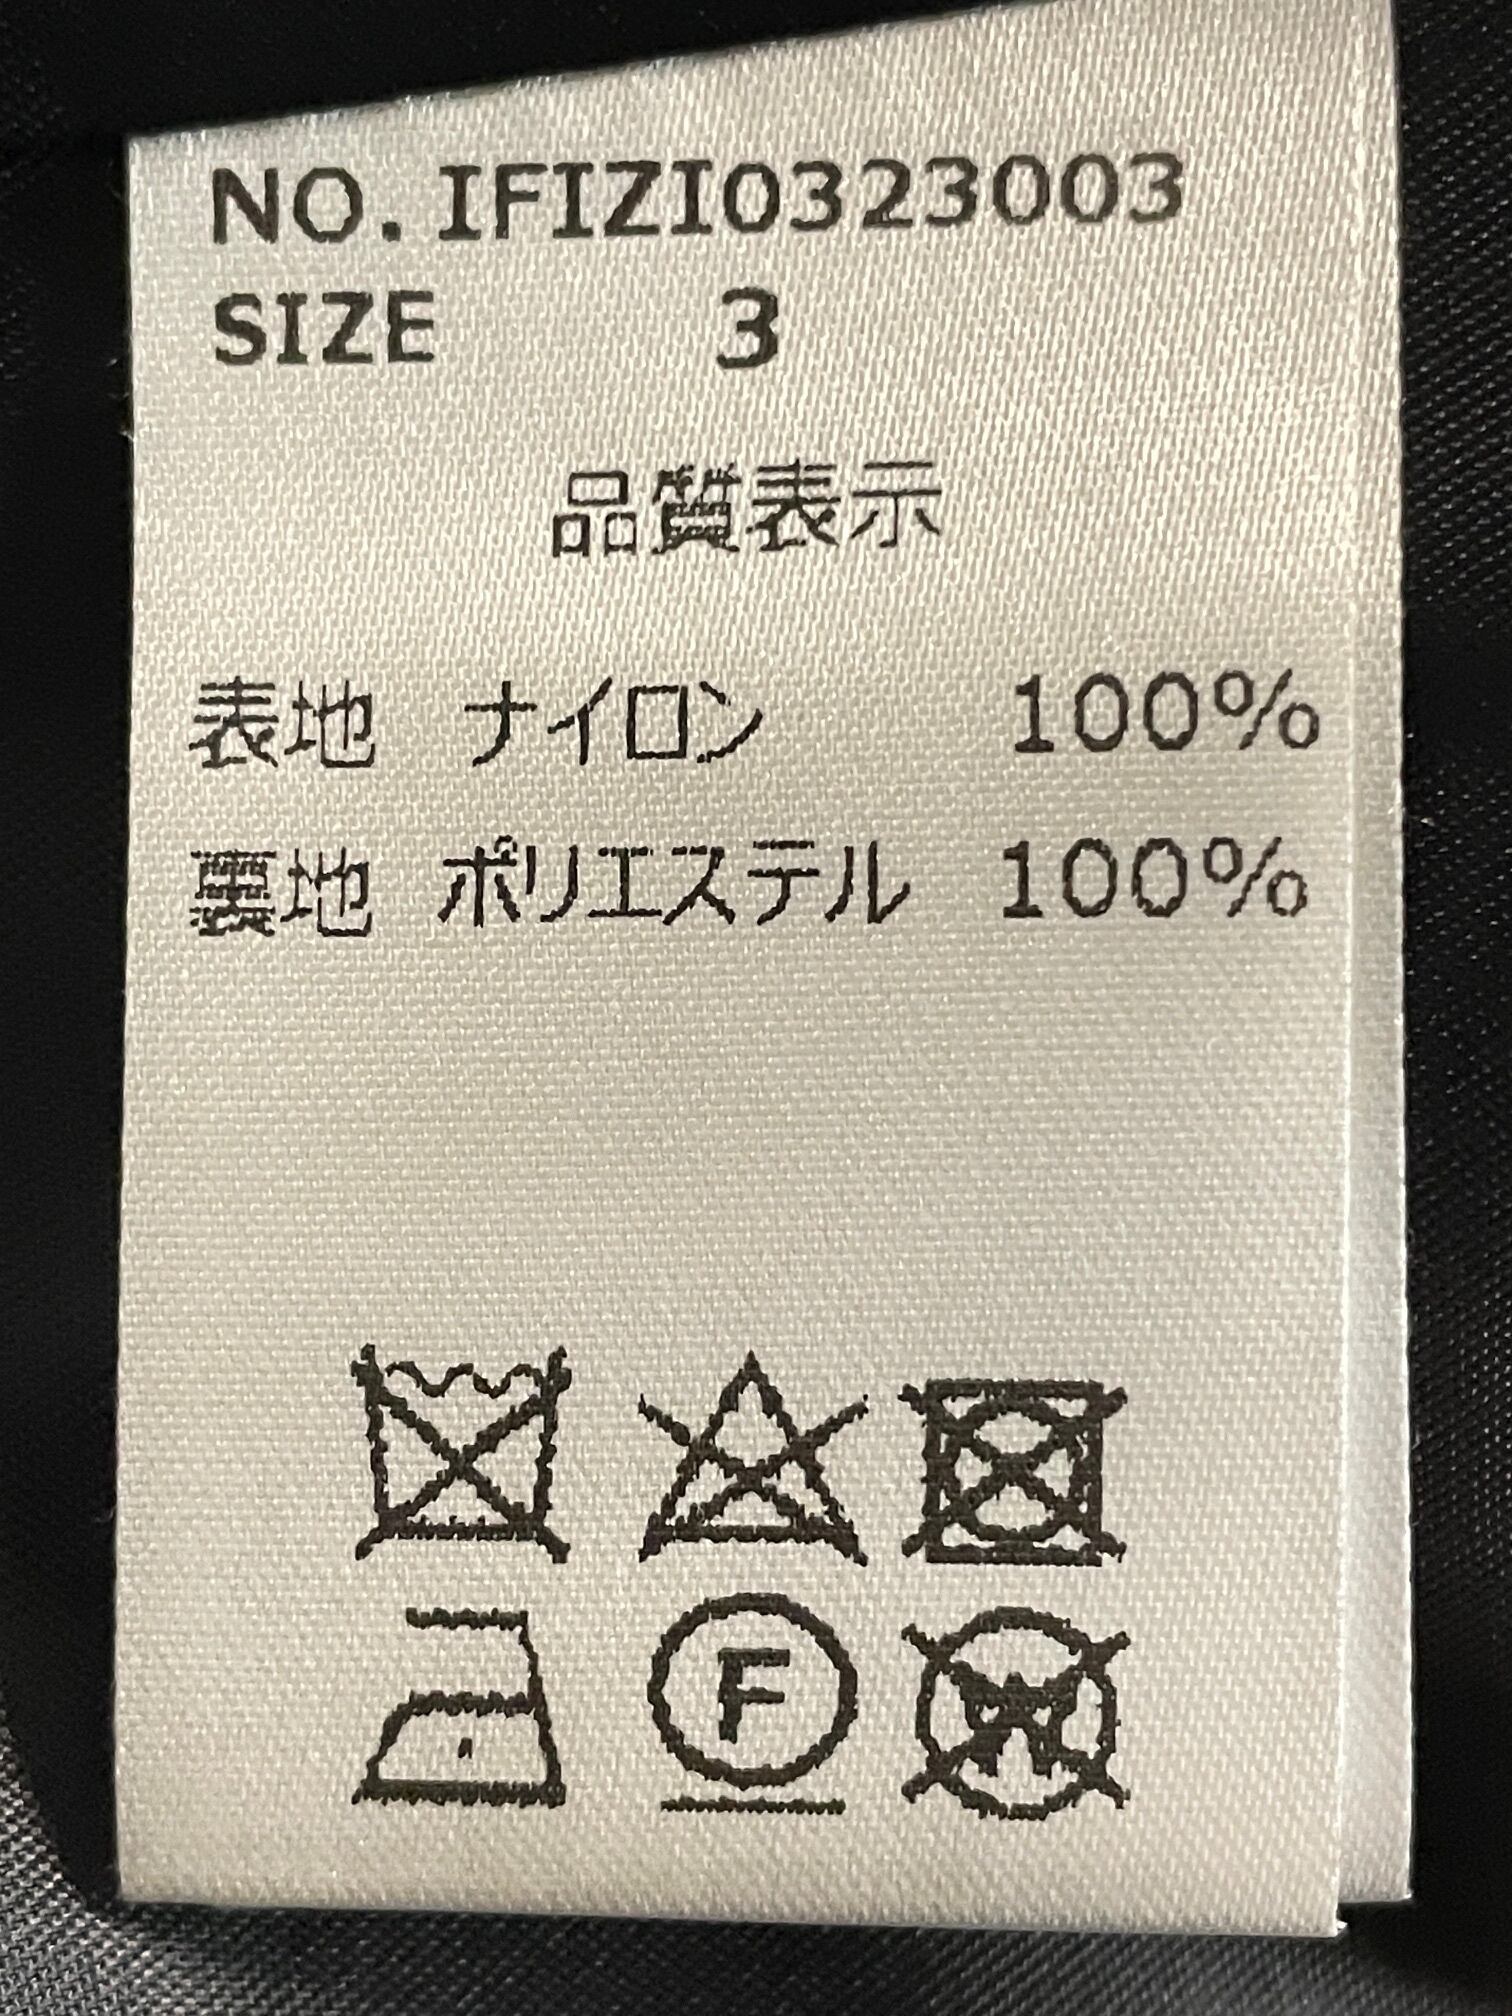 NO.IFIZI0323003
SIZE 3
品質表示
表地 ナイロン 100%
裏地 ポリエステル 100%
F
W